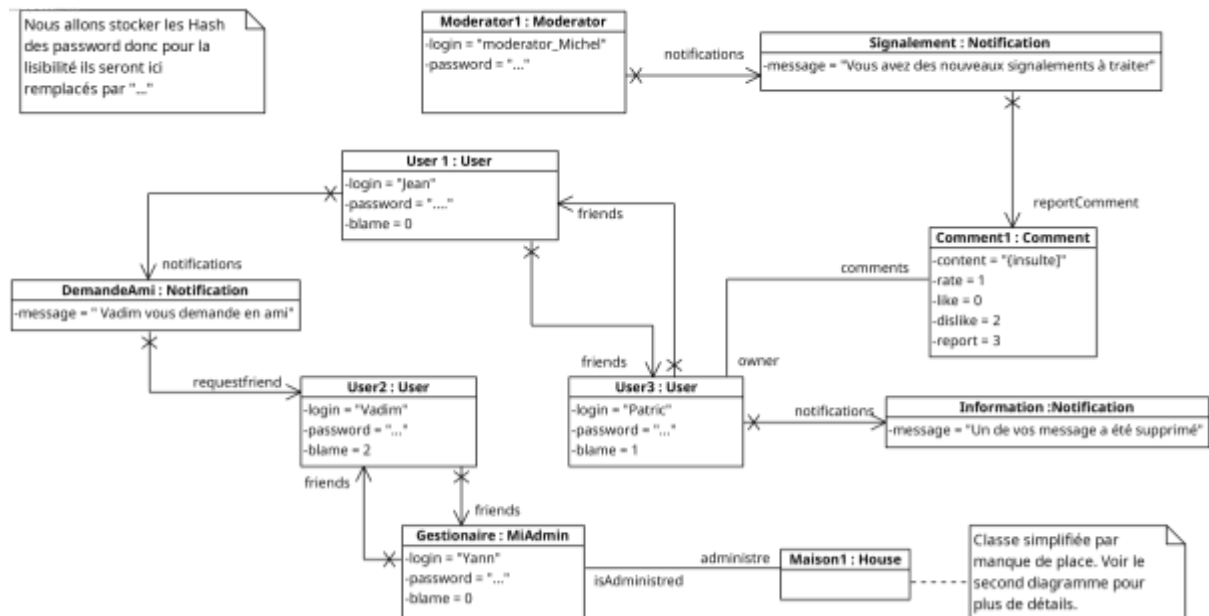 Nous allons stocker les Hash
des password donc pour la
lisibilité ils seront ici
remplacés par "..."
Moderator1 : Moderator
-login = "moderator_Michel"
-password = "..."
notifications
Signalement : Notification
-message = "Vous avez des nouveaux signalements à traiter"
reportComment
User 1 : User
-login = "Jean"
-password = "...."
-blame = 0
friends
notifications
DemandeAmi : Notification
-message = " Vadim vous demande en ami"
requestfriend
Comment1 : Comment
-content = "{insulte]"
-rate = 1
-like = 0
-dislike = 2
-report = 3
comments
owner
friends
User2 : User
-login = "Vadim"
-password = "..."
-blame = 2
User3 : User
-login = "Patric"
-password = "..."
-blame = 1
notifications
Information :Notification
-message = "Un de vos message a été supprimé"
friends
friends
Gestionaire : MiAdmin
-login = "Yann"
-password = "..."
-blame = 0
administre
isAdministred
Maison1 : House
Classe simplifiée par
manque de place. Voir le
second diagramme pour
plus de détails.